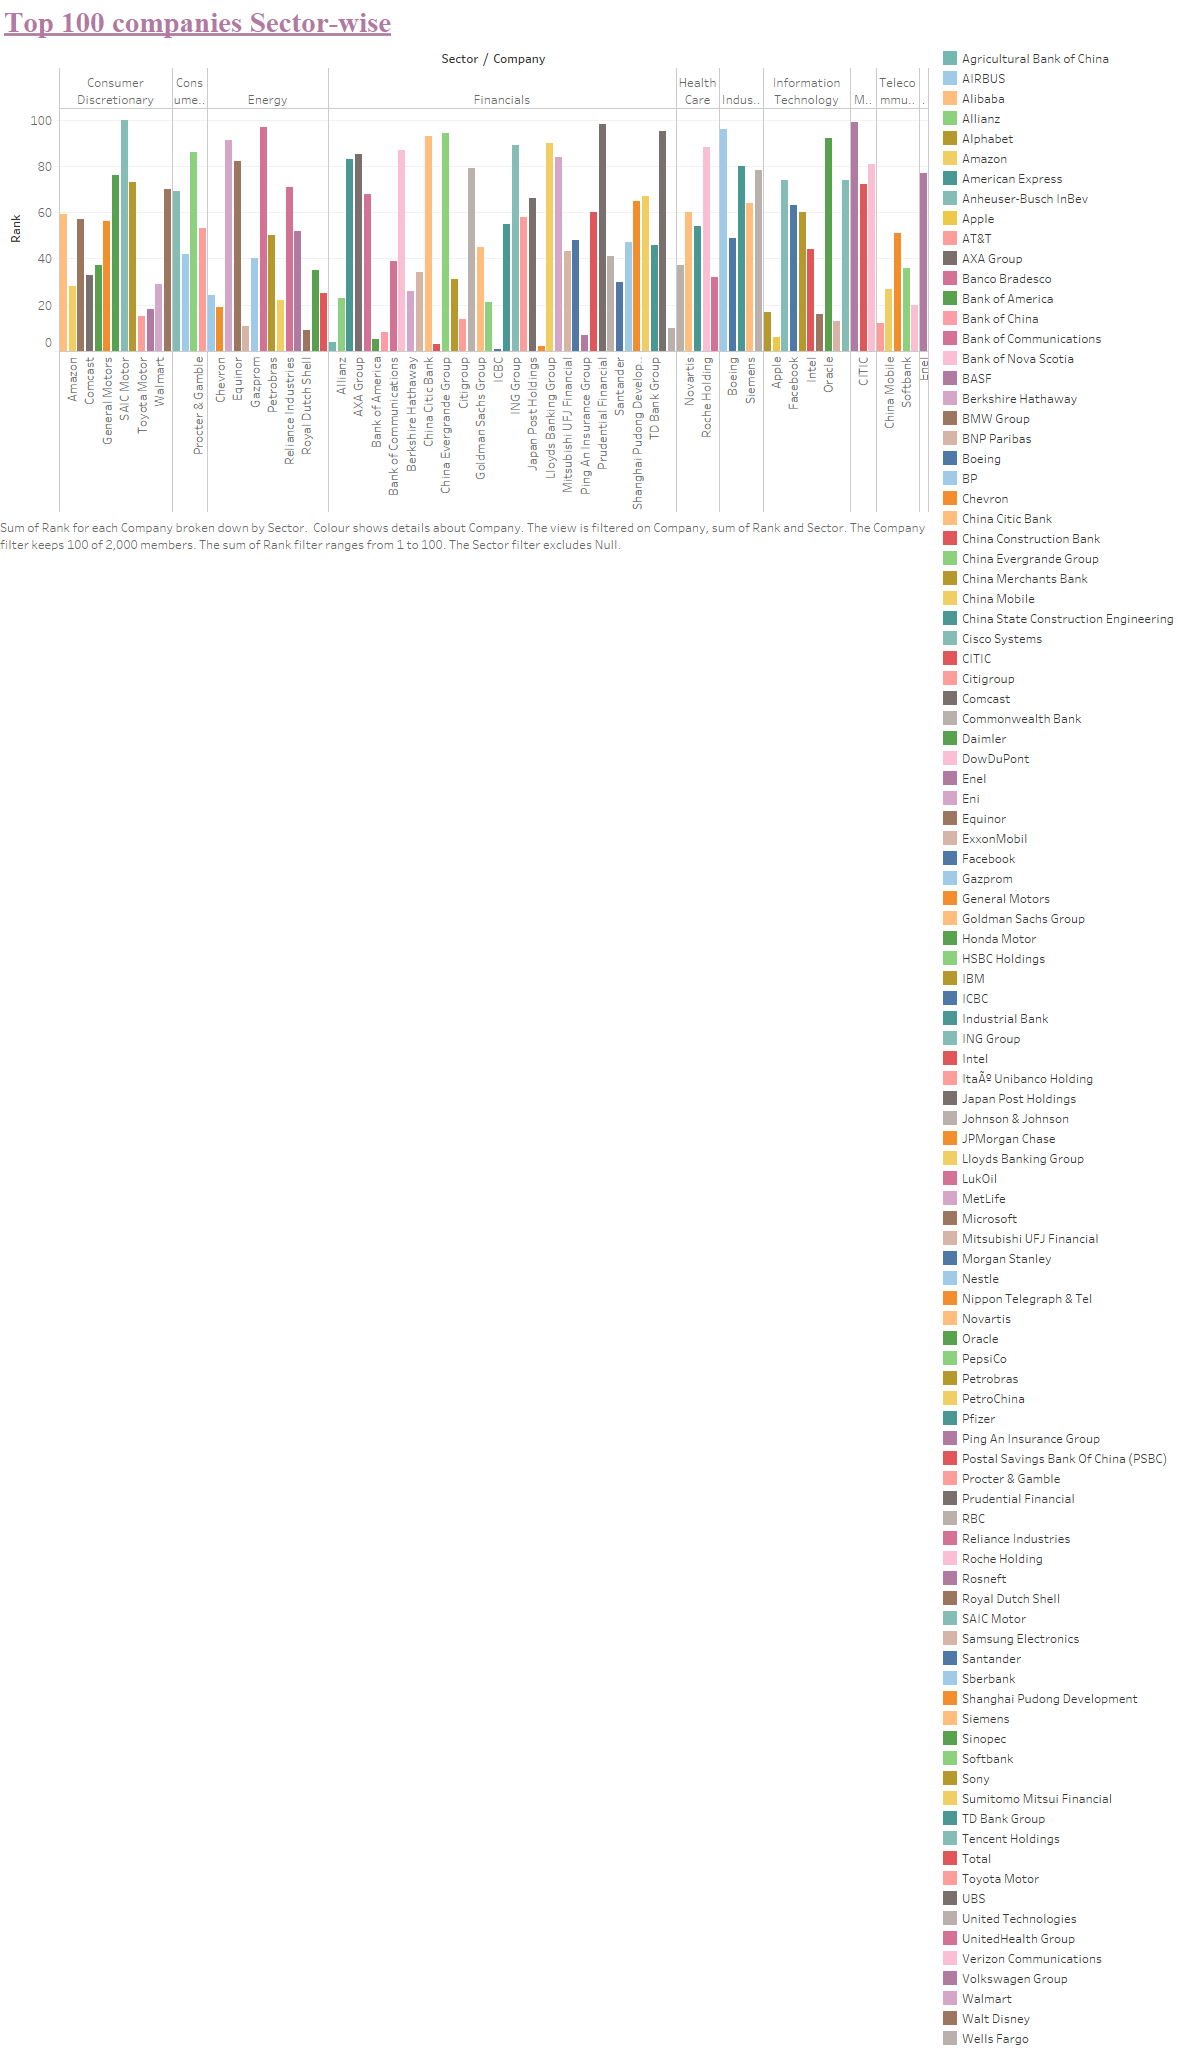 Top 100 companies Sector-wise
Sector / Company
Consumer
Discretionary
Cons
ume..
Energy
Financials
Health
Care
Indus..
Information
Technology
M..
Teleco
mmu..
.
Rank
100
80
60
40
20
0
Amazon
Comcast
General Motors
SAIC Motor
Toyota Motor
Walmart
Procter & Gamble
Chevron
Equinor
Gazprom
Petrobras
Reliance Industries
Royal Dutch Shell
Allianz
AXA Group
Bank of America
Bank of Communications
Berkshire Hathaway
China Citic Bank
China Evergrande Group
Citigroup
Goldman Sachs Group
ICBC
ING Group
Japan Post Holdings
Lloyds Banking Group
Mitsubishi UFJ Financial
Ping An Insurance Group
Prudential Financial
Santander
Shanghai Pudong Develop..
TD Bank Group
Novartis
Roche Holding
Boeing
Siemens
Apple
Facebook
Intel
Oracle
CITIC
China Mobile
Softbank
Enel
Sum of Rank for each Company broken down by Sector.  Colour shows details about Company. The view is filtered on Company, sum of Rank and Sector. The Company
filter keeps 100 of 2,000 members. The sum of Rank filter ranges from 1 to 100. The Sector filter excludes Null.
Agricultural Bank of China
AIRBUS
Alibaba
Allianz
Alphabet
Amazon
American Express
Anheuser-Busch InBev
Apple
AT&T
AXA Group
Banco Bradesco
Bank of America
Bank of China
Bank of Communications
Bank of Nova Scotia
BASF
Berkshire Hathaway
BMW Group
BNP Paribas
Boeing
BP
Chevron
China Citic Bank
China Construction Bank
China Evergrande Group
China Merchants Bank
China Mobile
China State Construction Engineering
Cisco Systems
CITIC
Citigroup
Comcast
Commonwealth Bank
Daimler
DowDuPont
Enel
Eni
Equinor
ExxonMobil
Facebook
Gazprom
General Motors
Goldman Sachs Group
Honda Motor
HSBC Holdings
IBM
ICBC
Industrial Bank
ING Group
Intel
ItaÃº Unibanco Holding
Japan Post Holdings
Johnson & Johnson
JPMorgan Chase
Lloyds Banking Group
LukOil
MetLife
Microsoft
Mitsubishi UFJ Financial
Morgan Stanley
Nestle
Nippon Telegraph & Tel
Novartis
Oracle
PepsiCo
Petrobras
PetroChina
Pfizer
Ping An Insurance Group
Postal Savings Bank Of China (PSBC)
Procter & Gamble
Prudential Financial
RBC
Reliance Industries
Roche Holding
Rosneft
Royal Dutch Shell
SAIC Motor
Samsung Electronics
Santander
Sberbank
Shanghai Pudong Development
Siemens
Sinopec
Softbank
Sony
Sumitomo Mitsui Financial
TD Bank Group
Tencent Holdings
Total
Toyota Motor
UBS
United Technologies
UnitedHealth Group
Verizon Communications
Volkswagen Group
Walmart
Walt Disney
Wells Fargo